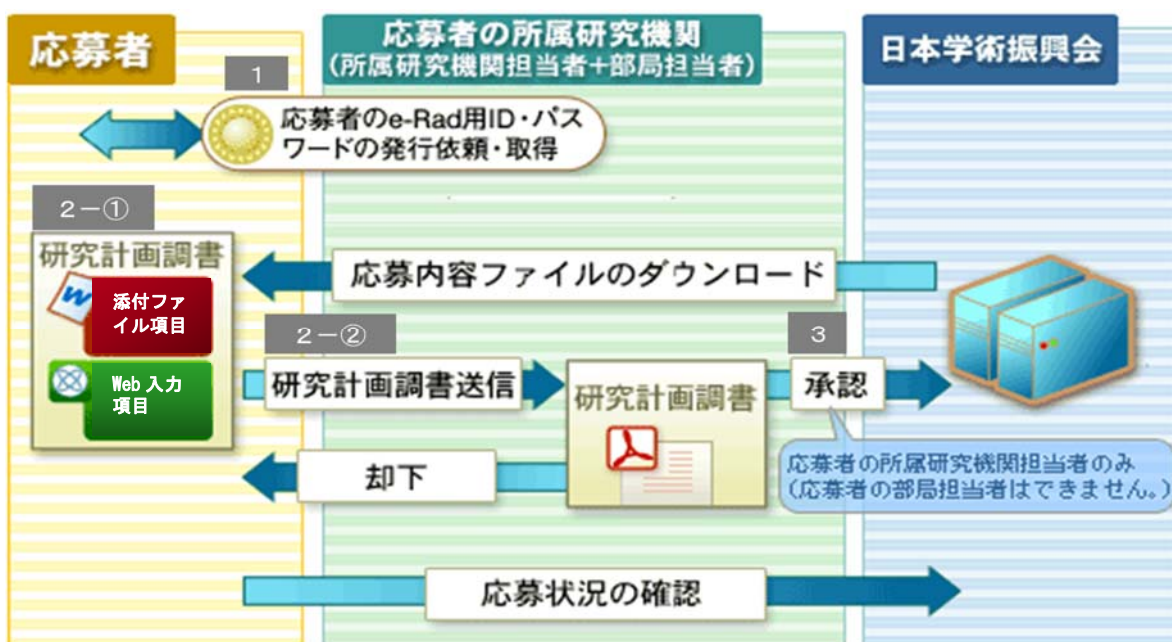 応募者
応募者の所属研究機関
(所属研究機関担当者+部局担当者)
日本学術振興会
1
応募者のe-Rad用ID・パス
ワードの発行依頼・取得
2-①
研究計画調書
W
添付ファ
イル項目
Web 入力
項目
応募内容ファイルのダウンロード
2-②
研究計画調書送信
研究計画調書
3
承認
応募者の所属研究機関担当者のみ
(応募者の部局担当者はできません。)
却下
応募状況の確認